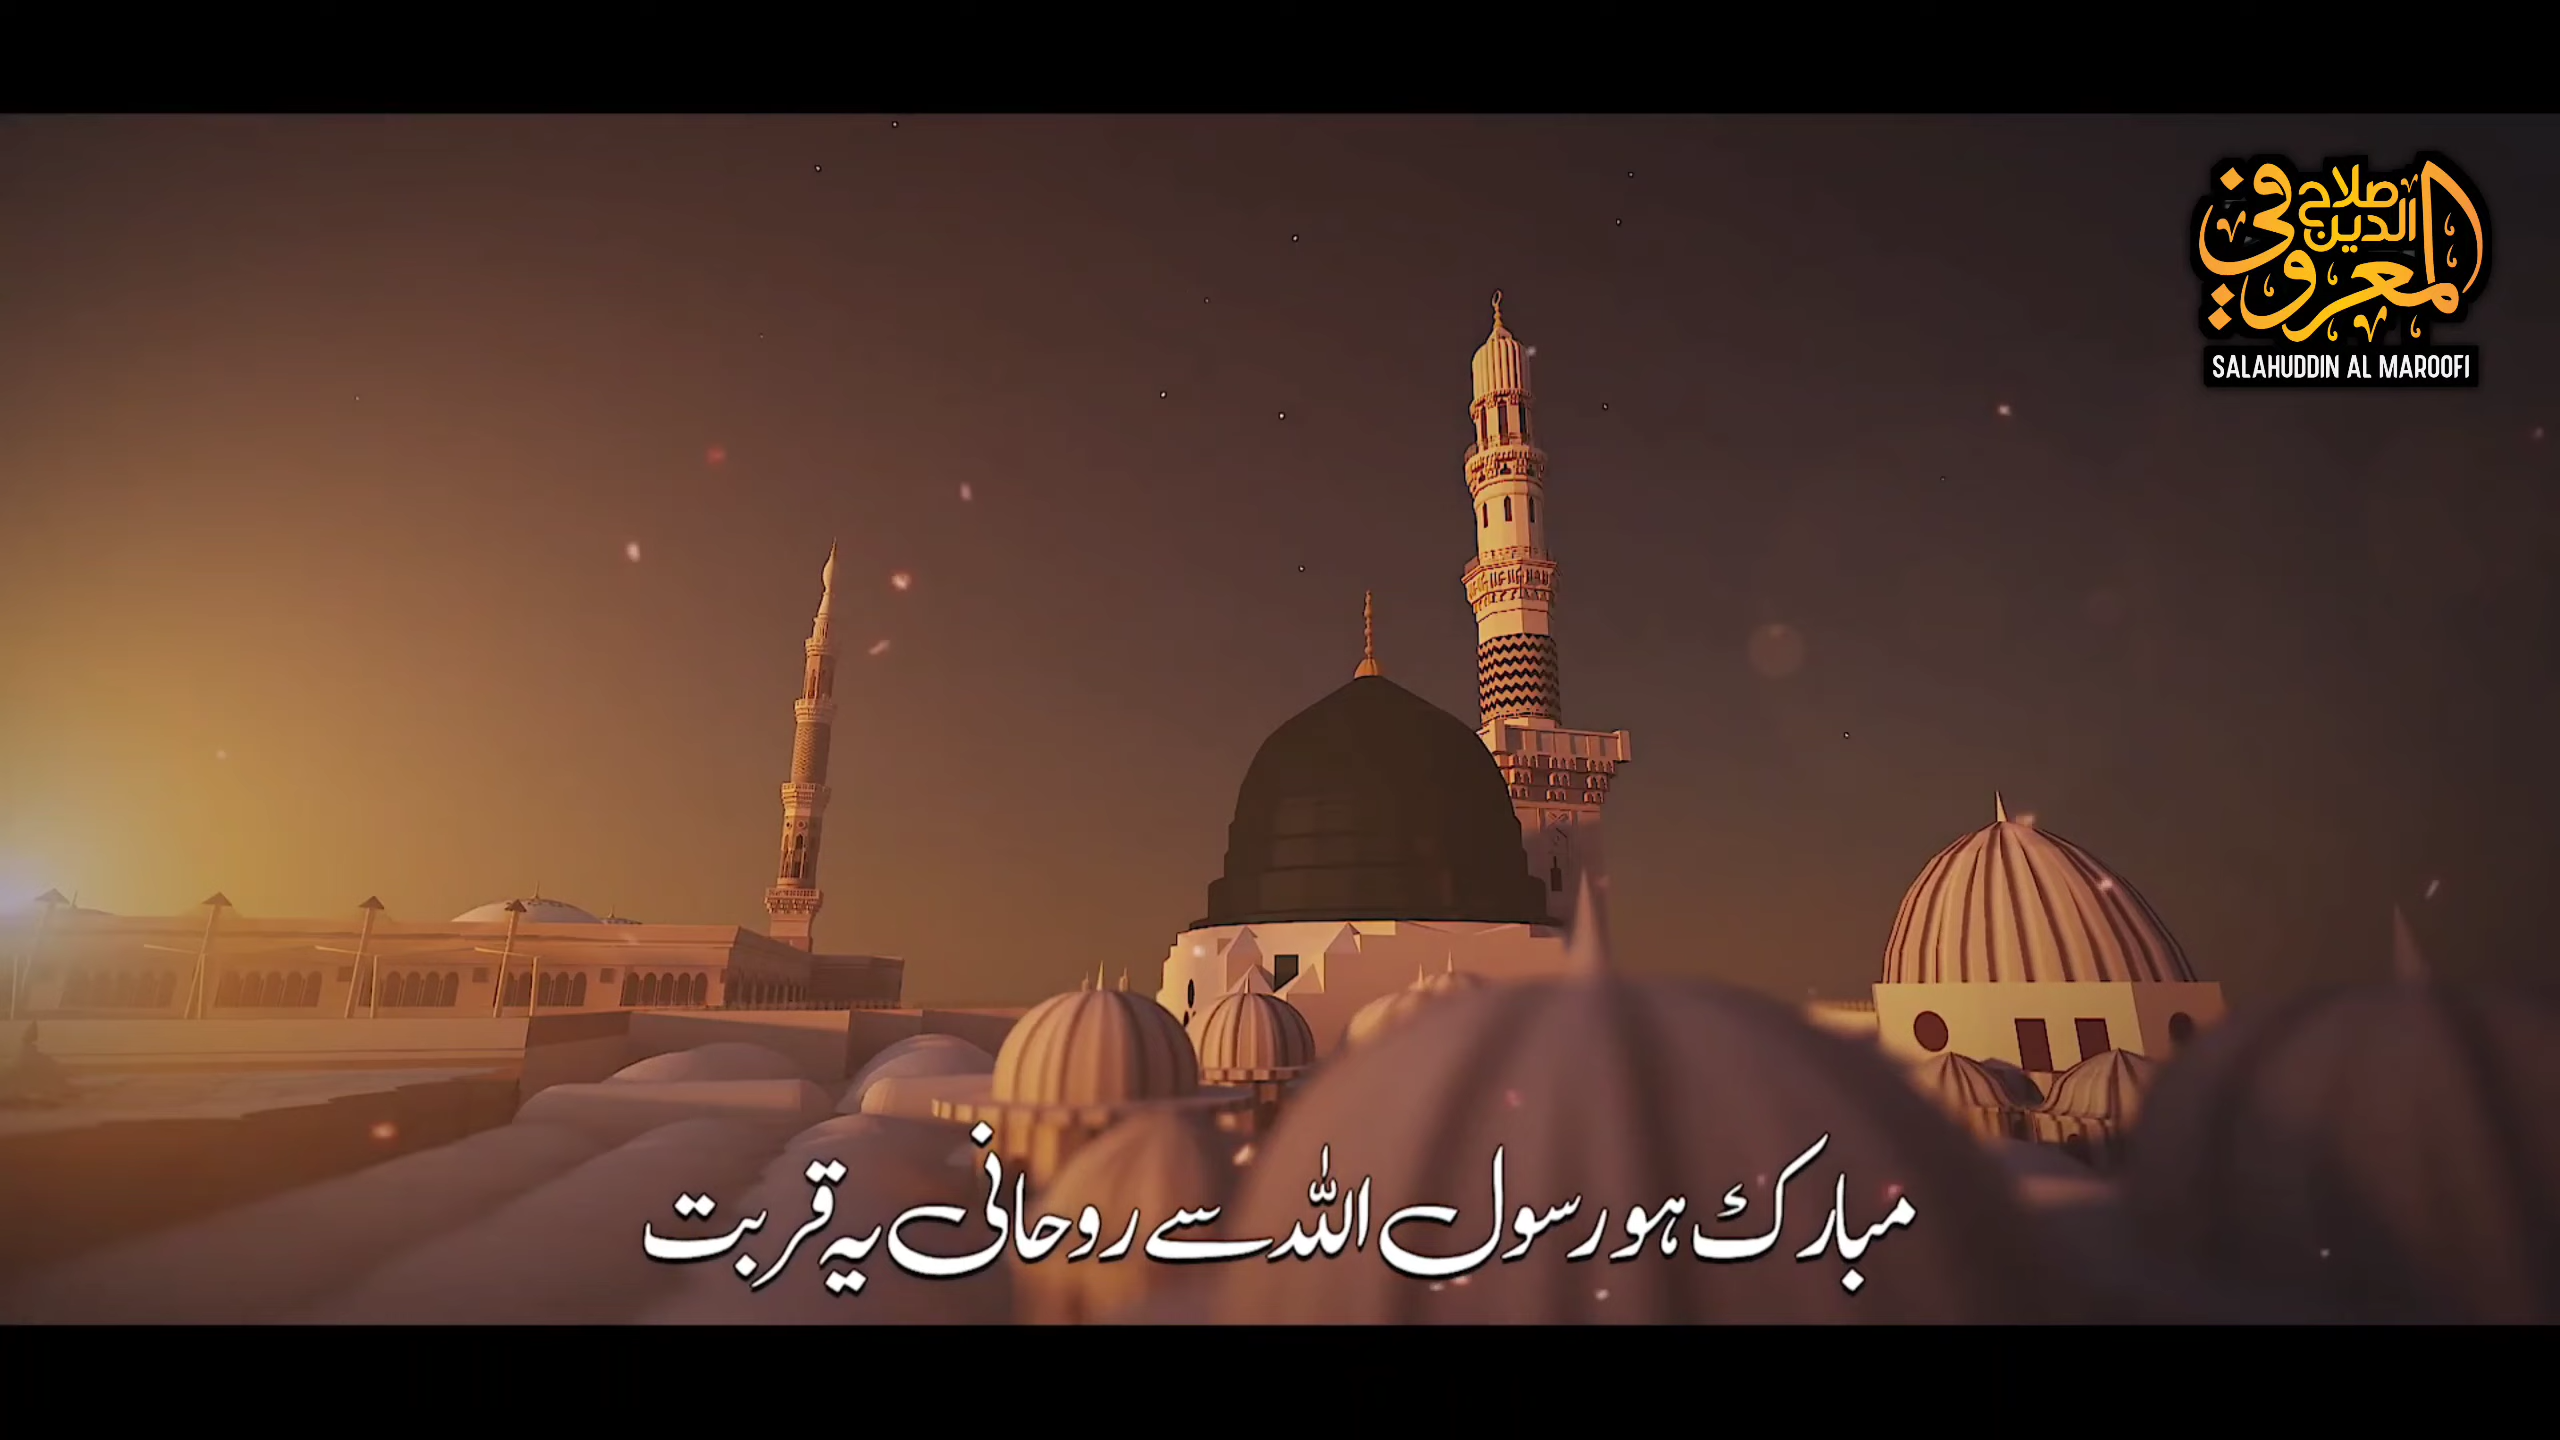 صلاح
الدين
المعروفي
SALAHUDDIN AL MAROOFI
مبارک ہو رسول اللہ سے روحانی یہ قربت